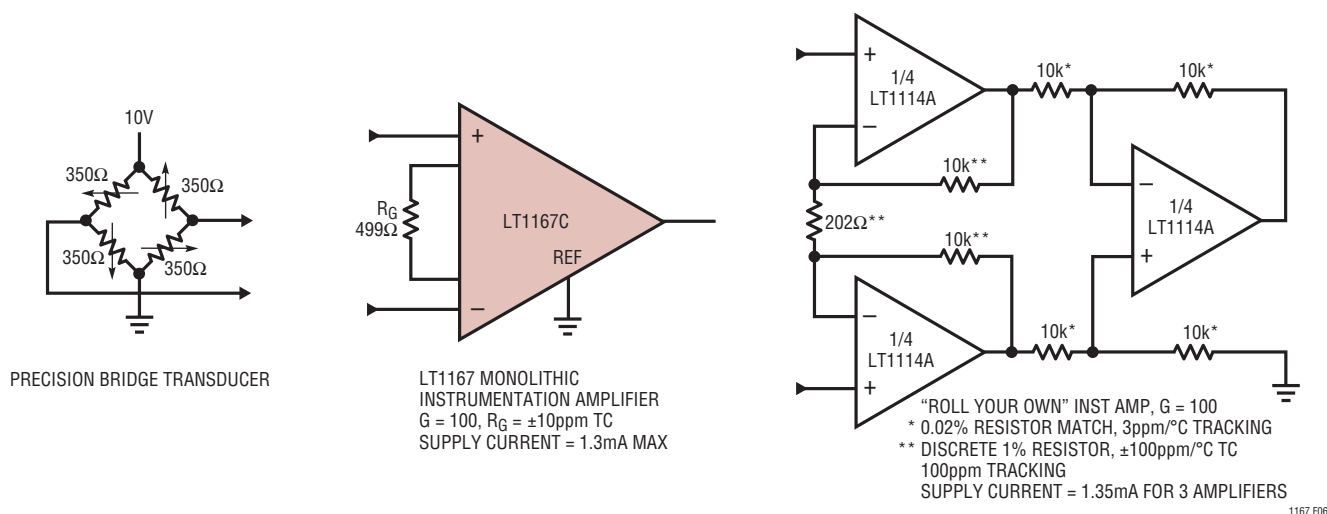 10V
350Ω
350Ω
350Ω
350Ω
PRECISION BRIDGE TRANSDUCER
+
RG
499Ω
LT1167C
REF
–
LT1167 MONOLITHIC
INSTRUMENTATION AMPLIFIER
G = 100, RG = ±10ppm TC
SUPPLY CURRENT = 1.3mA MAX
+
1/4
LT1114A
–
10k*
10k*
10k**
202Ω**
10k**
–
1/4
LT1114A
+
–
1/4
LT1114A
+
10k*
10k*
“ROLL YOUR OWN” INST AMP, G = 100
* 0.02% RESISTOR MATCH, 3ppm/°C TRACKING
** DISCRETE 1% RESISTOR, ±100ppm/°C TC
100ppm TRACKING
SUPPLY CURRENT = 1.35mA FOR 3 AMPLIFIERS
1167 F06